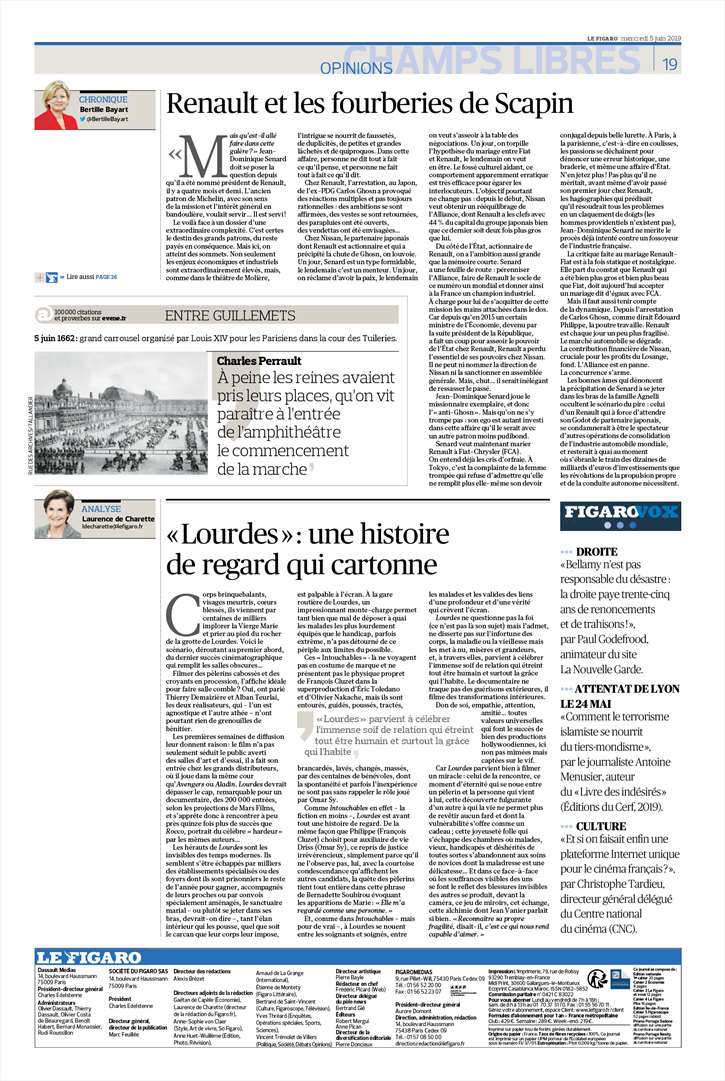 LE FIGARO mercredi 5 juin 2019
CHAMPS LIBRES
OPINIONS
19
CHRONIQUE
Bertille Bayart
@BertilleBayart
Lire aussi PAGE 26
Renault et les fourberies de Scapin
«Mais qu'est-il allé
faire dans cette
galère? » Jean-
Dominique Senard
doit se poser la
question depuis
qu'il a été nommé président de Renault,
il y a quatre mois et demi. L'ancien
patron de Michelin, avec son sens
de la mission et l'intérêt général en
bandoulière, voulait servir... Il est servi!
Le voilà face à un dossier d'une
extraordinaire complexité. C'est certes
le destin des grands patrons, du reste
payés en conséquence. Mais ici, on
atteint des sommets. Non seulement
les enjeux économiques et industriels
sont extraordinairement élevés, mais,
comme dans le théâtre de Molière,
l'intrigue se nourrit de faussetés,
de duplicités, de petites et grandes
lâchetés et de quiproquos. Dans cette
affaire, personne ne dit tout à fait
ce qu'il pense, et personne ne fait
tout à fait ce qu'il dit.
Chez Renault, l'arrestation, au Japon,
de l'ex-PDG Carlos Ghosn a provoqué
des réactions multiples et pas toujours
rationnelles : des ambitions se sont
affirmées, des vestes se sont retournées,
des parapluies ont été ouverts,
des vendettas ont été envisagées...
Chez Nissan, le partenaire japonais
dont Renault est actionnaire et qui a
précipité la chute de Ghosn, on louvoie.
Un jour, Senard est un type formidable,
le lendemain c'est un menteur. Un jour,
on réclame d'avoir la paix, le lendemain
on veut s'asseoir à la table des
négociations. Un jour, on torpille
l'hypothèse du mariage entre Fiat
et Renault, le lendemain on veut
en être. Le fossé culturel aidant, ce
comportement apparemment erratique
est très efficace pour égarer les
interlocuteurs. L'objectif pourtant
ne change pas : depuis le début, Nissan
veut obtenir un rééquilibrage de
l'Alliance, dont Renault a les clefs avec
44 % du capital du groupe japonais bien
que ce dernier soit deux fois plus gros
que lui.
Du côté de l'État, actionnaire de
Renault, on a l'ambition aussi grande
que la mémoire courte. Senard
a une feuille de route : pérenniser
l'Alliance, faire de Renault le socle de
ce numéro un mondial et donner ainsi
à la France un champion industriel.
À charge pour lui de s'acquitter de cette
mission les mains attachées dans le dos.
Car depuis qu'en 2015 un certain
ministre de l'Économie, devenu par
la suite président de la République,
a fait un coup pour asseoir le pouvoir
de l'État chez Renault, Renault a perdu
l'essentiel de ses pouvoirs chez Nissan.
Il ne peut ni nommer la direction de
Nissan ni la sanctionner en assemblée
générale. Mais, chut... il serait inélégant
de ressasser le passé.
Jean-Dominique Senard joue le
missionnaire exemplaire, et donc
l'« anti-Ghosn ». Mais qu'on ne s'y
trompe pas : son ego est autant investi
dans cette affaire qu'il le serait avec
un autre patron moins pudibond.
Senard veut maintenant marier
Renault à Fiat-Chrysler (FCA).
On entend déjà les cris d'orfraie. À
Tokyo, c'est la complainte de la femme
trompée qui refuse d'admettre qu'elle
ne remplit plus elle-même son devoir
conjugal depuis belle lurette. À Paris, à
la parisienne, c'est-à-dire en coulisses,
les passions se déchaînent pour
dénoncer une erreur historique, une
braderie, et même une affaire d'État.
N'en jetez plus! Pas plus qu'il ne
méritait, avant même d'avoir passé
son premier jour chez Renault,
les hagiographies qui prédisaient
qu'il résoudrait tous les problèmes
en un claquement de doigts (les
hommes providentiels n'existent pas),
Jean-Dominique Senard ne mérite le
procès déjà intenté contre un fossoyeur
de l'industrie française.
La critique faite au mariage Renault-
Fiat est à la fois statique et nostalgique.
Elle part du constat que Renault qui
a été bien plus gros et bien plus beau
que Fiat, doit aujourd'hui accepter
un mariage dit d'égaux avec FCA.
Mais il faut aussi tenir compte
de la dynamique. Depuis l'arrestation
de Carlos Ghosn, comme dirait Édouard
Philippe, la poutre travaille. Renault
est chaque jour un peu plus fragilisé.
Le marché automobile se dégrade.
La contribution financière de Nissan,
cruciale pour les profits du Losange,
fond. L'Alliance est en panne.
La concurrence s'arme.
Les bonnes âmes qui dénoncent
la précipitation de Senard à se jeter
dans les bras de la famille Agnelli
occultent le scénario du pire : celui
d'un Renault qui à force d'attendre
son Godot de partenaire japonais,
se condamnerait à être le spectateur
d'autres opérations de consolidation
de l'industrie automobile mondiale,
et resterait à quai au moment
où s'ébranle le train des dizaines de
milliards d'euros d'investissements que
les révolutions de la propulsion propre
et de la conduite autonome nécessitent.
100 000 citations
et proverbes sur evene.fr
ENTRE GUILLEMETS
5 juin 1662 : grand carrousel organisé par Louis XIV pour les Parisiens dans la cour des Tuileries.
RUE DES ARCHIVES/TALLANDIER
Charles Perrault
À peine les reines avaient
pris leurs places, qu'on vit
paraître à l'entrée
de l'amphithéâtre
le commencement
de la marche
ANALYSE
Laurence de Charette
ldecharette@lefigaro.fr
« Lourdes » : une histoire
de regard qui cartonne
Corps brinquebalants,
visages meurtris, cœurs
blessés, ils viennent par
centaines de milliers
implorer la Vierge Marie
et prier au pied du rocher
de la grotte de Lourdes. Voici le
scénario, déroutant au premier abord,
du dernier succès cinématographique
qui remplit les salles obscures...
Filmer des pèlerins cabossés et des
croyants en procession, l'affiche idéale
pour faire salle comble? Oui, ont parié
Thierry Demaizière et Alban Teurlai,
les deux réalisateurs, qui - l'un est
agnostique et l'autre athée - n'ont
pourtant rien de grenouilles de
bénitier.
Les premières semaines de diffusion
leur donnent raison : le film n'a pas
seulement séduit le public averti
des salles d'art et d'essai, il a fait son
entrée chez les grands distributeurs,
où il joue dans la même cour
qu'Avengers ou Aladin. Lourdes devrait
dépasser le cap, remarquable pour un
documentaire, des 200 000 entrées,
selon les projections de Mars Films,
et s'apprête donc à rencontrer à peu
près quinze fois plus de succès que
Rocco, portrait du célèbre « hardeur »
par les mêmes auteurs...
Les héraults de Lourdes sont les
invisibles des temps modernes. Ils
semblent s'être échappés par milliers
des établissements spécialisés ou des
foyers dont ils sont prisonniers le reste
de l'année pour gagner, accompagnés
de leurs proches ou par convois
spécialement aménagés, le sanctuaire
marial - ou plutôt se jeter dans ses
bras, devrait-on dire -, tant l'élan
intérieur qui les pousse, quel que soit
le carcan que leur corps leur impose,
est palpable à l'écran. À la gare
routière de Lourdes, un
impressionnant monte-charge permet
tant bien que mal de déposer à quai
les malades les plus lourdement
équipés que le handicap, parfois
extrême, n'a pas détourné de ce
périple aux limites du possible.
Ces « Intouchables » - là ne voyagent
pas en costume de marque et ne
présentent pas le physique propret
de François Cluzet dans la
superproduction d'Éric Toledano
et d'Olivier Nakache, mais ils sont
entourés, guidés, poussés, tractés,
« Lourdes » parvient à célébrer
l'immense soif de relation qui étreint
tout être humain et surtout la grâce
qui l'habite
brancardés, lavés, changés, massés,
par des centaines de bénévoles, dont
la spontanéité et parfois l'inexpérience
ne sont pas sans rappeler le rôle joué
par Omar Sy.
Comme Intouchables en effet - la
fiction en moins -, Lourdes est avant
tout une histoire de regard. De la
même façon que Philippe (François
Cluzet) choisit pour auxiliaire de vie
Driss (Omar Sy), ce repris de justice
irrévérencieux, simplement parce qu'il
ne l'observe pas, lui, avec la courtoise
condescendance qu'affichent les
autres candidats, la quête des pèlerins
tient tout entière dans cette phrase
de Bernadette Soubirou évoquant
les apparitions de Marie : « Elle m'a
regardé comme une personne. »
Et, comme dans Intouchables - mais
pour de vrai -, à Lourdes se nouent
entre les soignants et soignés, entre
les malades et les valides des liens
d'une profondeur et d'une vérité
qui crèvent l'écran.
Lourdes ne questionne pas la foi
(ce n'est pas là son sujet) mais l'admet,
ne disserte pas sur l'infortune des
corps, la maladie ou la vieillesse mais
les met à nu, misères et grandeurs,
et, à travers elles, parvient à célébrer
l'immense soif de relation qui étreint
tout être humain et surtout la grâce
qui l'habite. Le documentaire ne
traque pas des guérisons extérieures, il
filme des transformations intérieures.
Don de soi, empathie, attention,
amitié... toutes
valeurs universelles
qui font le succès de
bien des productions
hollywoodiennes, ici
non pas mimées mais
captées sur le vif.
Car Lourdes parvient bien à filmer
un miracle : celui de la rencontre, ce
moment d'éternité qui se noue entre
un pèlerin et la personne qui vient
à lui, cette découverte fulgurante
d'un autre à qui la vie ne permet plus
de revêtir aucun fard et dont la
vulnérabilité s'offre comme un
cadeau ; cette joyeuseté folle qui
s'échappe des chambres où malades,
vieux, handicapés et déshérités de
toutes sortes s'abandonnent aux soins
de novices dont la maladresse est une
délicatesse... Et dans ce face-à-face
où les souffrances visibles des uns
se font le reflet des blessures invisibles
des autres se produit, devant la
caméra, ce jeu de miroirs, cet échange,
cette alchimie dont Jean Vanier parlait
si bien. « Reconnaître sa propre
fragilité, disait-il, c'est ce qui nous rend
capable d'aimer. »
FIGAROVOX
DROITE
« Bellamy n'est pas
responsable du désastre :
la droite paye trente-cinq
ans de renoncements
et de trahisons! »,
par Paul Godefrood,
animateur du site
La Nouvelle Garde.
ATTENTAT DE LYON
LE 24 MAI
« Comment le terrorisme
islamiste se nourrit
du tiers-mondisme »,
par le journaliste Antoine
Menusier, auteur
du « Livre des indésirés »
(Éditions du Cerf, 2019).
CULTURE
« Et si on faisait enfin une
plateforme Internet unique
pour le cinéma français? »,
par Christophe Tardieu,
directeur général délégué
du Centre national
du cinéma (CNC).
LE FIGARO
Dassault Médias
14, boulevard Haussmann
75009 Paris
Président-directeur général
Charles Edelstenne
Administrateurs
Olivier Dassault, Thierry
Dassault, Olivier Costa
de Beauregard, Benoît
Habert, Bernard Monassier,
Rudi Roussillon
SOCIÉTÉ DU FIGARO SAS
14, boulevard Haussmann
75009 Paris
Président
Charles Edelstenne
Directeur général,
directeur de la publication
Marc Feuillée
Directeur des rédactions
Alexis Brézet
Directeurs adjoints de la rédaction
Gaëtan de Capèle (Économie),
Laurence de Charette
(directeur de la rédaction du Figaro.fr),
Anne-Sophie von Claer
(Style, Art de vivre, So Figaro),
Anne Huet-Wuillème (Édition,
Photo, Révision),
Arnaud de La Grange
(International),
Étienne de Montety
(Figaro Littéraire),
Bertrand de Saint-Vincent
(Culture, Figaroscope, Télévision),
Yves Thréard (Enquêtes,
Opérations spéciales, Sports,
Sciences),
Vincent Trémolet de Villers
(Politique, Société, Débats Opinions)
Directeur artistique
Pierre Bayle
Rédacteur en chef
Frédéric Picard (Web)
Directeur délégué
du pôle news
Bertrand Gié
Éditeurs
Robert Mergui
Anne Pican
Directeur de la
diversification éditoriale
Pierre Doncieux
FIGAROMEDIAS
9, rue Pillet-Will, 75430 Paris Cedex 09
Tél. : 01 56 52 20 00
Fax : 01 56 52 23 07
Président-directeur général
Aurore Domont
Direction, administration, rédaction
14, boulevard Haussmann
75438 Paris Cedex 09
Tél. : 01 57 08 50 00
direction.redaction@lefigaro.fr